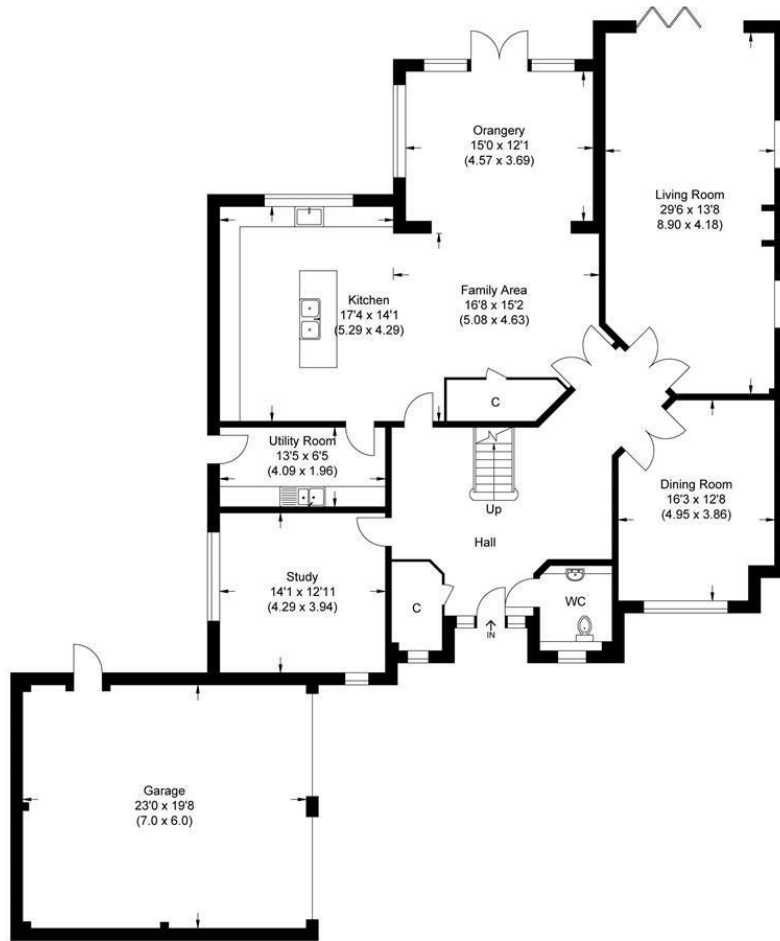 Orangery
15'0 x 12'1
(4.57 x 3.69)
Living Room
29'6 x 13'8
8.90 x 4.18)
Kitchen
17'4 x 14'1
(5.29 x 4.29)
Family Area
16'8 x 15'2
(5.08 x 4.63)
C
Utility Room
13'5 x 6'5
(4.09 x 1.96)
Up
Dining Room
16'3 x 12'8
(4.95 x 3.86)
Hall
Study
14'1 x 12'11
(4.29 x 3.94)
C
WC
IN
Garage
23'0 x 19'8
(7.0 x 6.0)